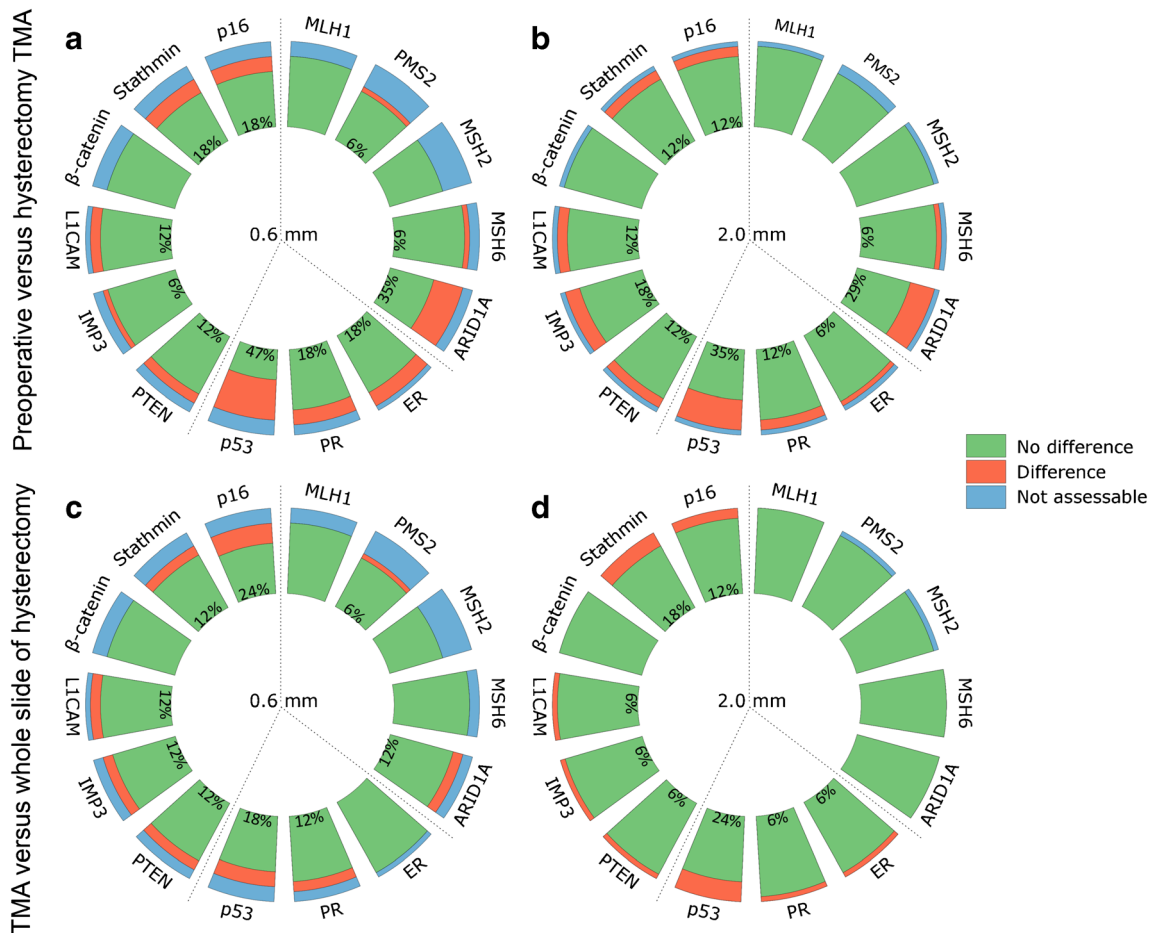 Preoperative versus hysterectomy TMA
a
p16
MLH1
PMS2
MSH2
MSH6
ARID1A
ER
PR
p53
PTEN
IMP3
L1CAM
β-catenin
Stathmin
18%
6%
6%
35%
18%
18%
47%
12%
6%
12%
18%
0.6 mm
b
p16
MLH1
PMS2
MSH2
MSH6
ARID1A
ER
PR
p53
PTEN
IMP3
L1CAM
β-catenin
Stathmin
12%
6%
29%
6%
12%
35%
12%
18%
12%
12%
2.0 mm
No difference
Difference
Not assessable
TMA versus whole slide of hysterectomy
c
p16
MLH1
PMS2
MSH2
MSH6
ARID1A
ER
PR
p53
PTEN
IMP3
L1CAM
β-catenin
Stathmin
24%
6%
12%
12%
18%
12%
12%
12%
12%
0.6 mm
d
p16
MLH1
PMS2
MSH2
MSH6
ARID1A
ER
PR
p53
PTEN
IMP3
L1CAM
β-catenin
Stathmin
12%
6%
6%
24%
6%
6%
6%
18%
2.0 mm